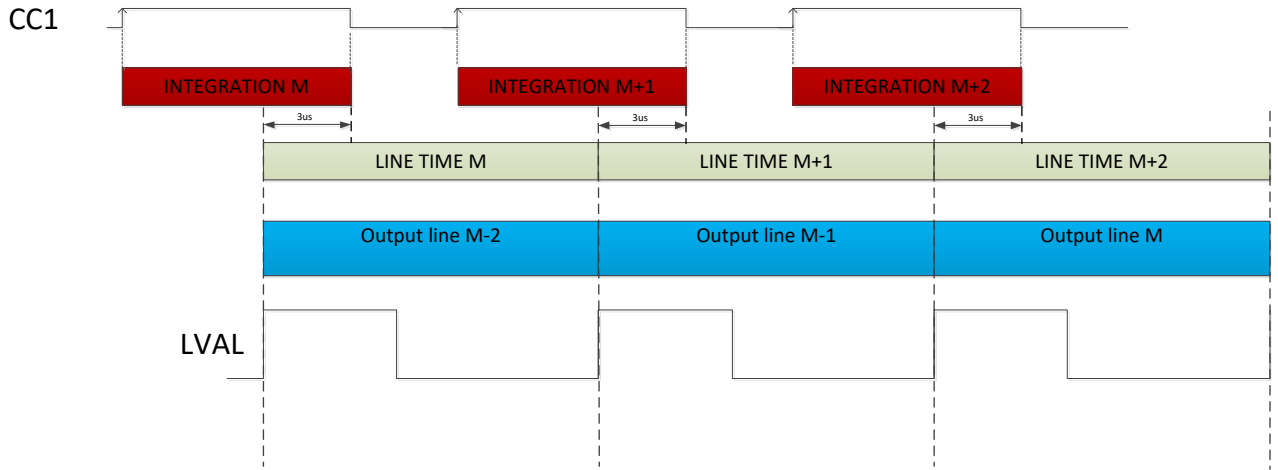 CC1
INTEGRATION M
INTEGRATION M+1
INTEGRATION M+2
3us
3us
3us
LINE TIME M
LINE TIME M+1
LINE TIME M+2
Output line M-2
Output line M-1
Output line M
LVAL